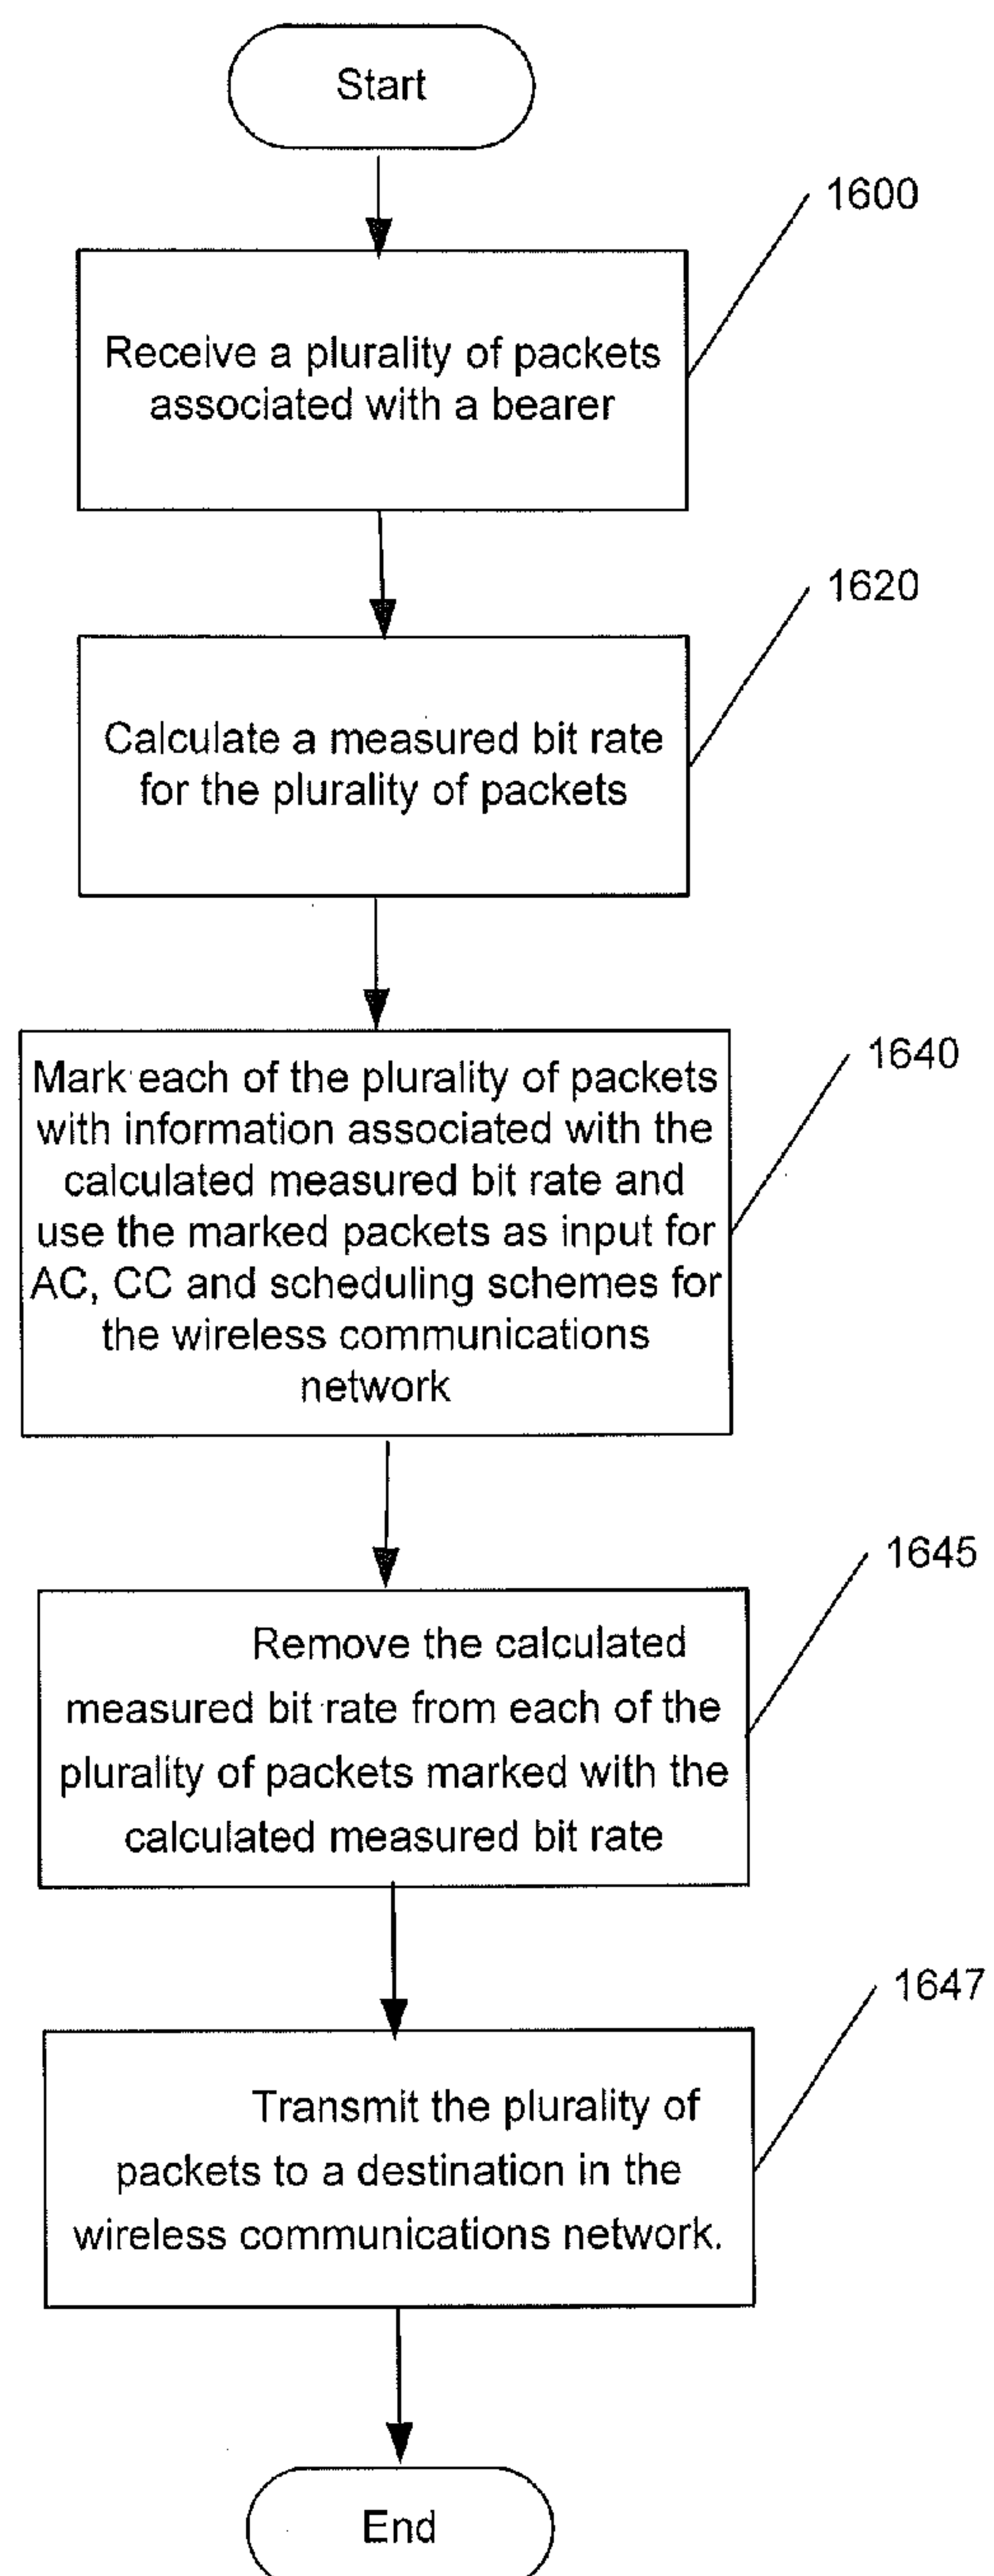 Start
1600
Receive a plurality of packets
associated with a bearer
1620
Calculate a measured bit rate
for the plurality of packets
1640
Mark each of the plurality of packets
with information associated with the
calculated measured bit rate and
use the marked packets as input for
AC, CC and scheduling schemes for
the wireless communications
network
1645
Remove the calculated
measured bit rate from each of the
plurality of packets marked with the
calculated measured bit rate
1647
Transmit the plurality of
packets to a destination in the
wireless communications network.
End